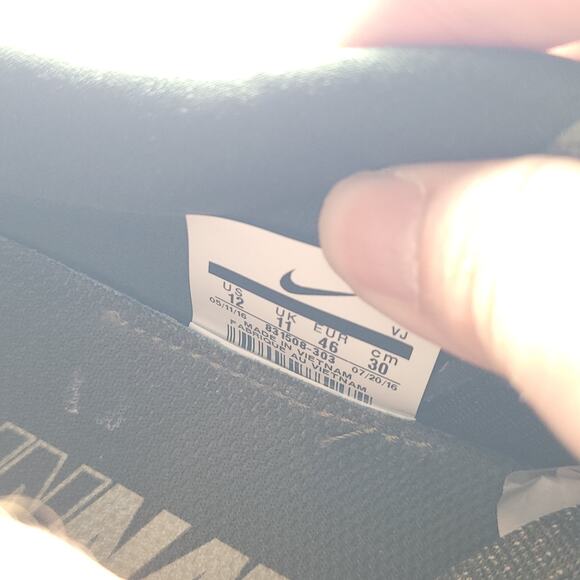 VJ
US UK EUR cm
12 11 46 30
05/11/16 831508-303 07/20/16
F MADE IN VIETNAM
FABRIQUE AU VIETNAM